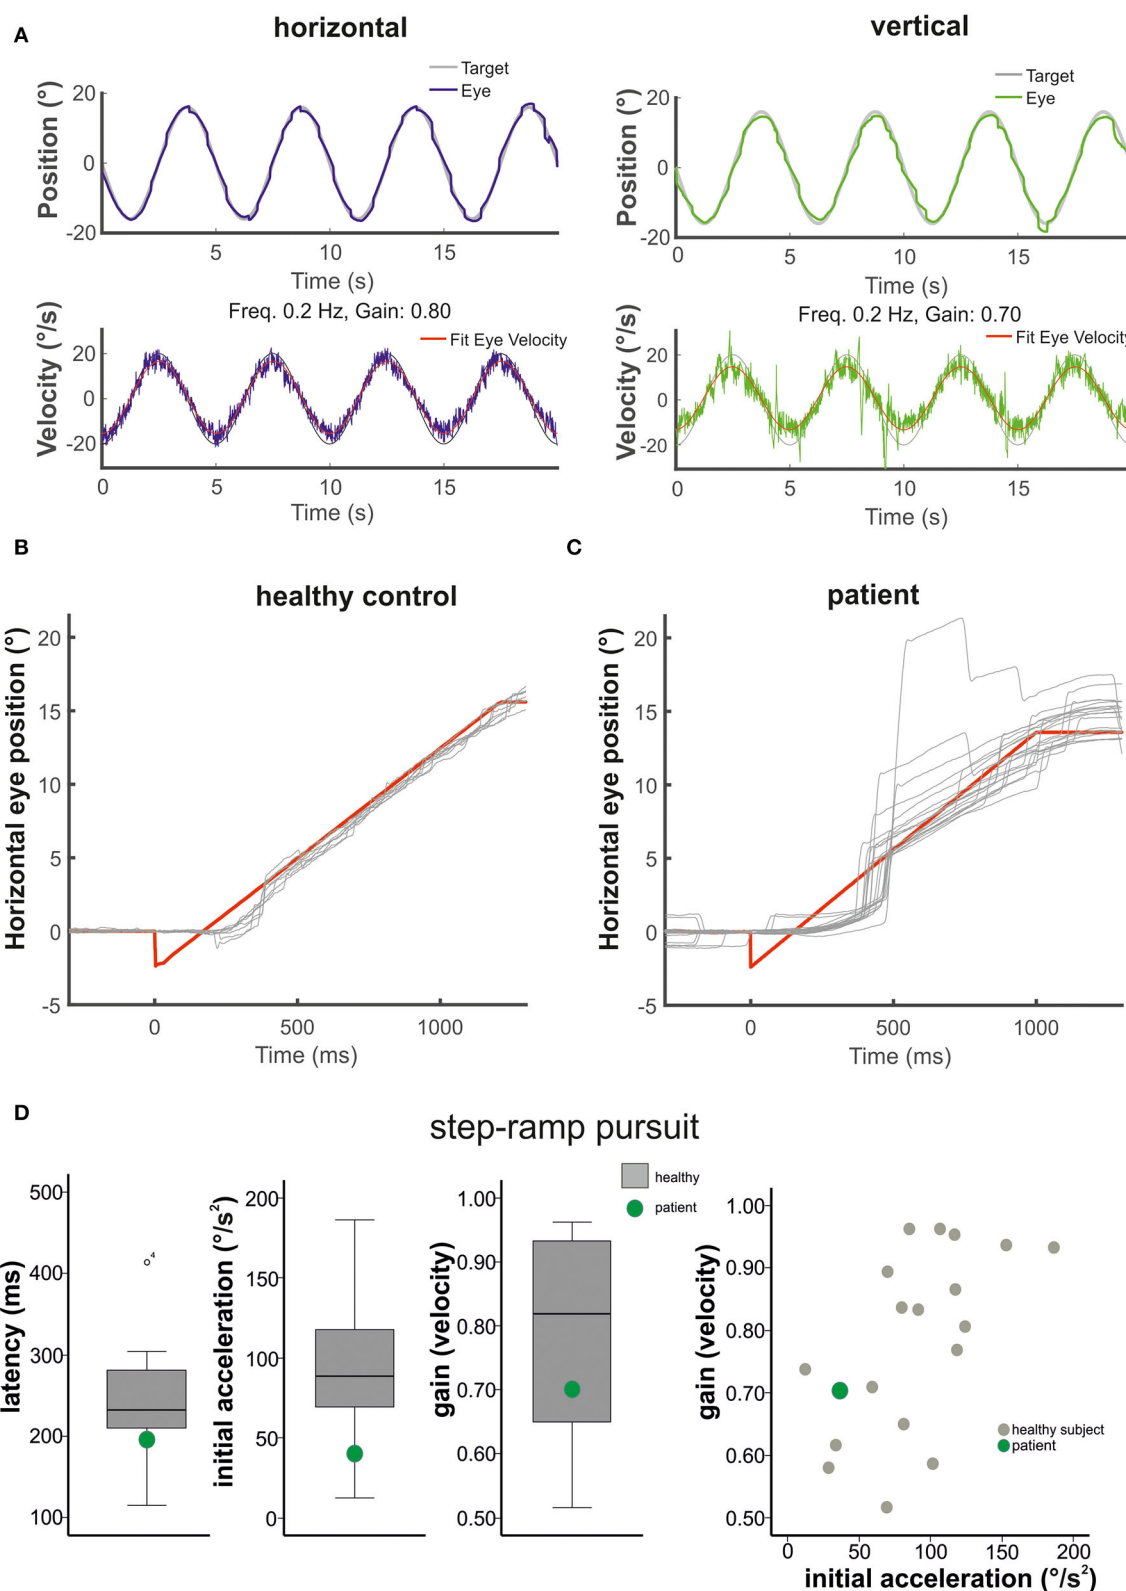 A
horizontal
vertical
Target
Eye
Position (°)
20
0
-20
5
10
15
Time (s)
Target
Eye
Position (°)
20
0
-20
0
5
10
15
Time (s)
Freq. 0.2 Hz, Gain: 0.80
Fit Eye Velocity
Velocity (°/s)
20
0
-20
0
5
10
15
Time (s)
Freq. 0.2 Hz, Gain: 0.70
Fit Eye Velocity
Velocity (°/s)
20
0
-20
0
5
10
15
Time (s)
B
healthy control
Horizontal eye position (°)
20
15
10
5
0
-5
0
500
1000
Time (ms)
C
patient
Horizontal eye position (°)
20
15
10
5
0
-5
0
500
1000
Time (ms)
D
step-ramp pursuit
latency (ms)
500
400
300
200
100
4
initial acceleration (°/s²)
200
150
100
50
0
gain (velocity)
1.00
0.90
0.80
0.70
0.60
0.50
healthy
patient
gain (velocity)
1.00
0.90
0.80
0.70
0.60
0.50
healthy subject
patient
0
50
100
150
200
initial acceleration (°/s²)